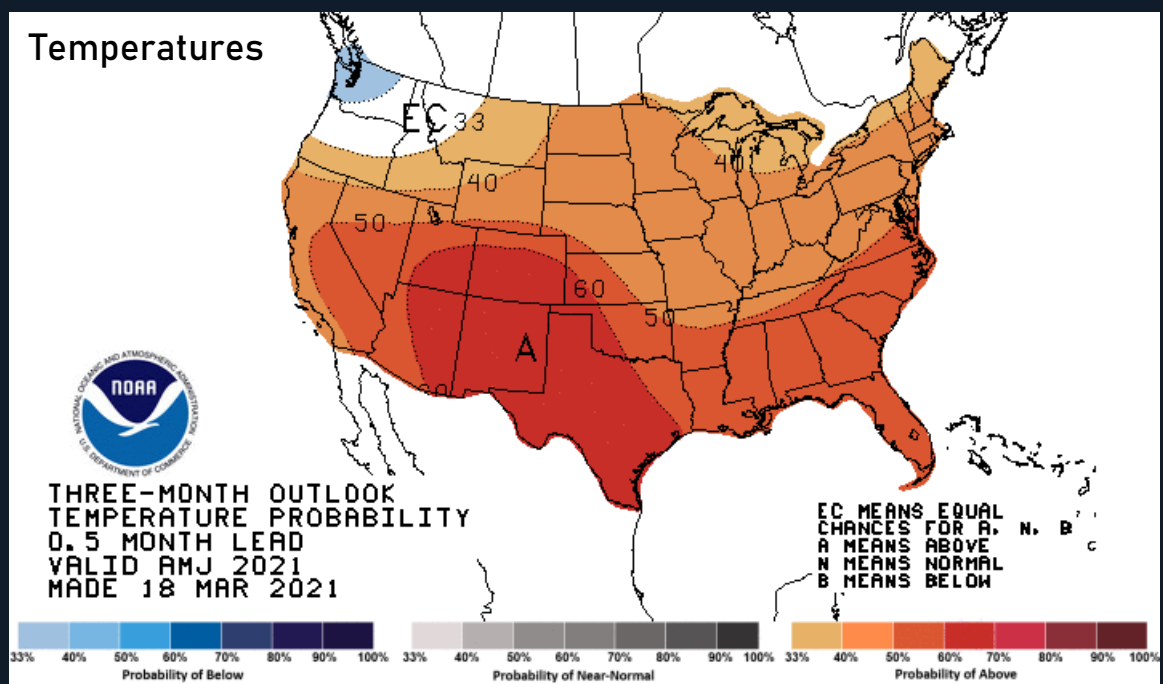 Temperatures
EC 33
40
40
50
60
50
A
NATIONAL OCEANIC AND ATMOSPHERIC ADMINISTRATION
NOAA
U.S. DEPARTMENT OF COMMERCE
THREE-MONTH OUTLOOK
TEMPERATURE PROBABILITY
0.5 MONTH LEAD
VALID AMJ 2021
MADE 18 MAR 2021
EC MEANS EQUAL
CHANCES FOR A, N, B
A MEANS ABOVE
N MEANS NORMAL
B MEANS BELOW
33% 40% 50% 60% 70% 80% 90% 100%
Probability of Below
33% 40% 50% 60% 70% 80% 90% 100%
Probability of Near-Normal
33% 40% 50% 60% 70% 80% 90% 100%
Probability of Above